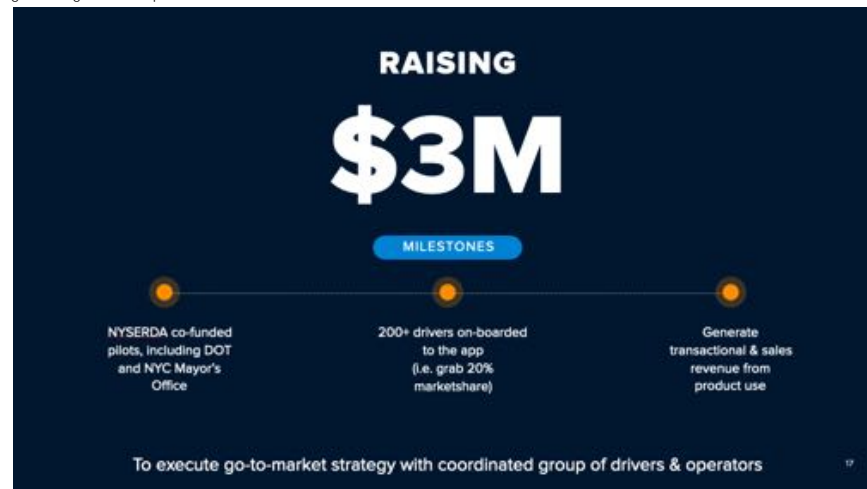 RAISING
$3M
MILESTONES
NYSERDA co-funded
pilots, including DOT
and NYC Mayor's
Office
200+ drivers on-boarded
to the app
(i.e. grab 20%
marketshare)
Generate
transactional & sales
revenue from
product use
To execute go-to-market strategy with coordinated group of drivers & operators
17